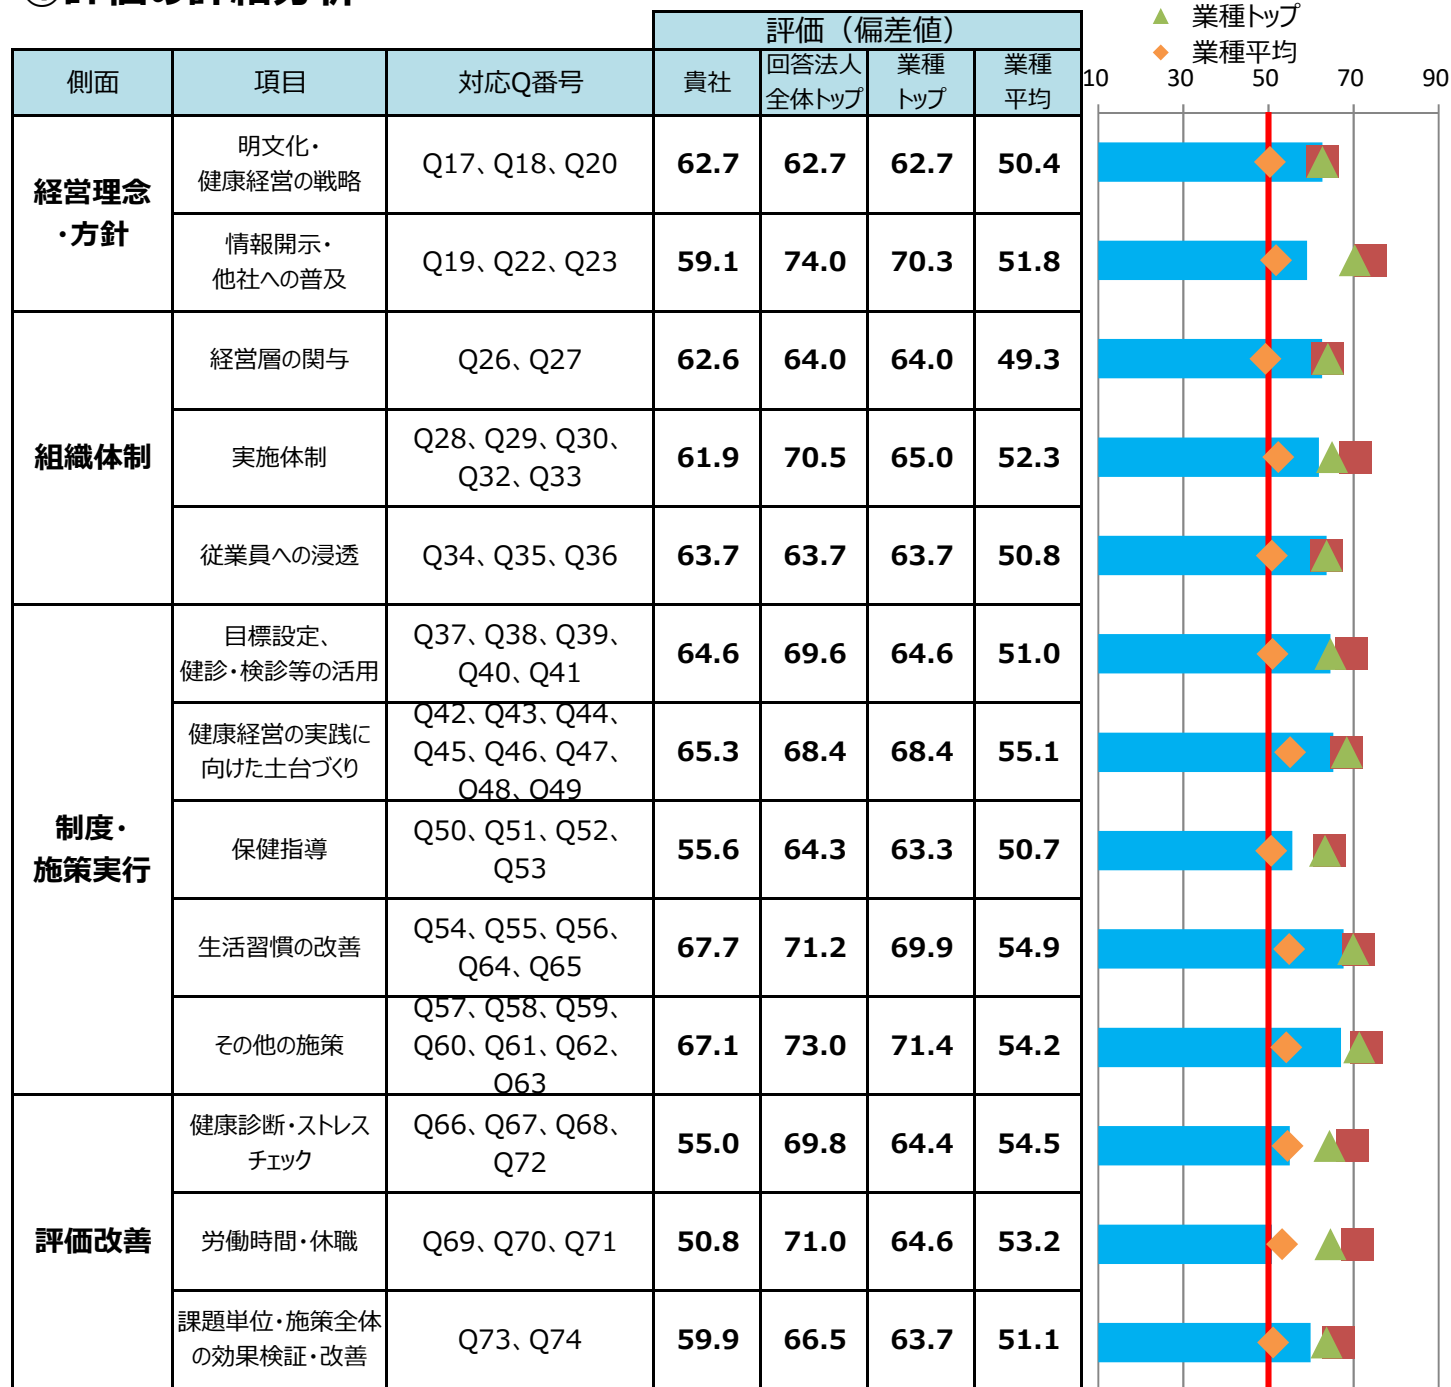 評価の詳細分析
▲ 業種トップ
◆ 業種平均
評価（偏差値）
側面 項目 対応Q番号 貴社 回答法人 業種 業種
全体トップ トップ 平均
10 30 50 70 90
経営理念
・方針
明文化・
健康経営の戦略
Q17、Q18、Q20 62.7 62.7 62.7 50.4
情報開示・
他社への普及
Q19、Q22、Q23 59.1 74.0 70.3 51.8
組織体制
経営層の関与 Q26、Q27 62.6 64.0 64.0 49.3
実施体制
Q28、Q29、Q30、
Q32、Q33
61.9 70.5 65.0 52.3
従業員への浸透 Q34、Q35、Q36 63.7 63.7 63.7 50.8
制度・
施策実行
目標設定、
健診・検診等の活用
Q37、Q38、Q39、
Q40、Q41
64.6 69.6 64.6 51.0
健康経営の実践に
向けた土台づくり
Q42、Q43、Q44、
Q45、Q46、Q47、
Q48、Q49
65.3 68.4 68.4 55.1
保健指導
Q50、Q51、Q52、
Q53
55.6 64.3 63.3 50.7
生活習慣の改善
Q54、Q55、Q56、
Q64、Q65
67.7 71.2 69.9 54.9
その他の施策
Q57、Q58、Q59、
Q60、Q61、Q62、
Q63
67.1 73.0 71.4 54.2
評価改善
健康診断・ストレス
チェック
Q66、Q67、Q68、
Q72
55.0 69.8 64.4 54.5
労働時間・休職 Q69、Q70、Q71 50.8 71.0 64.6 53.2
課題単位・施策全体
の効果検証・改善
Q73、Q74 59.9 66.5 63.7 51.1